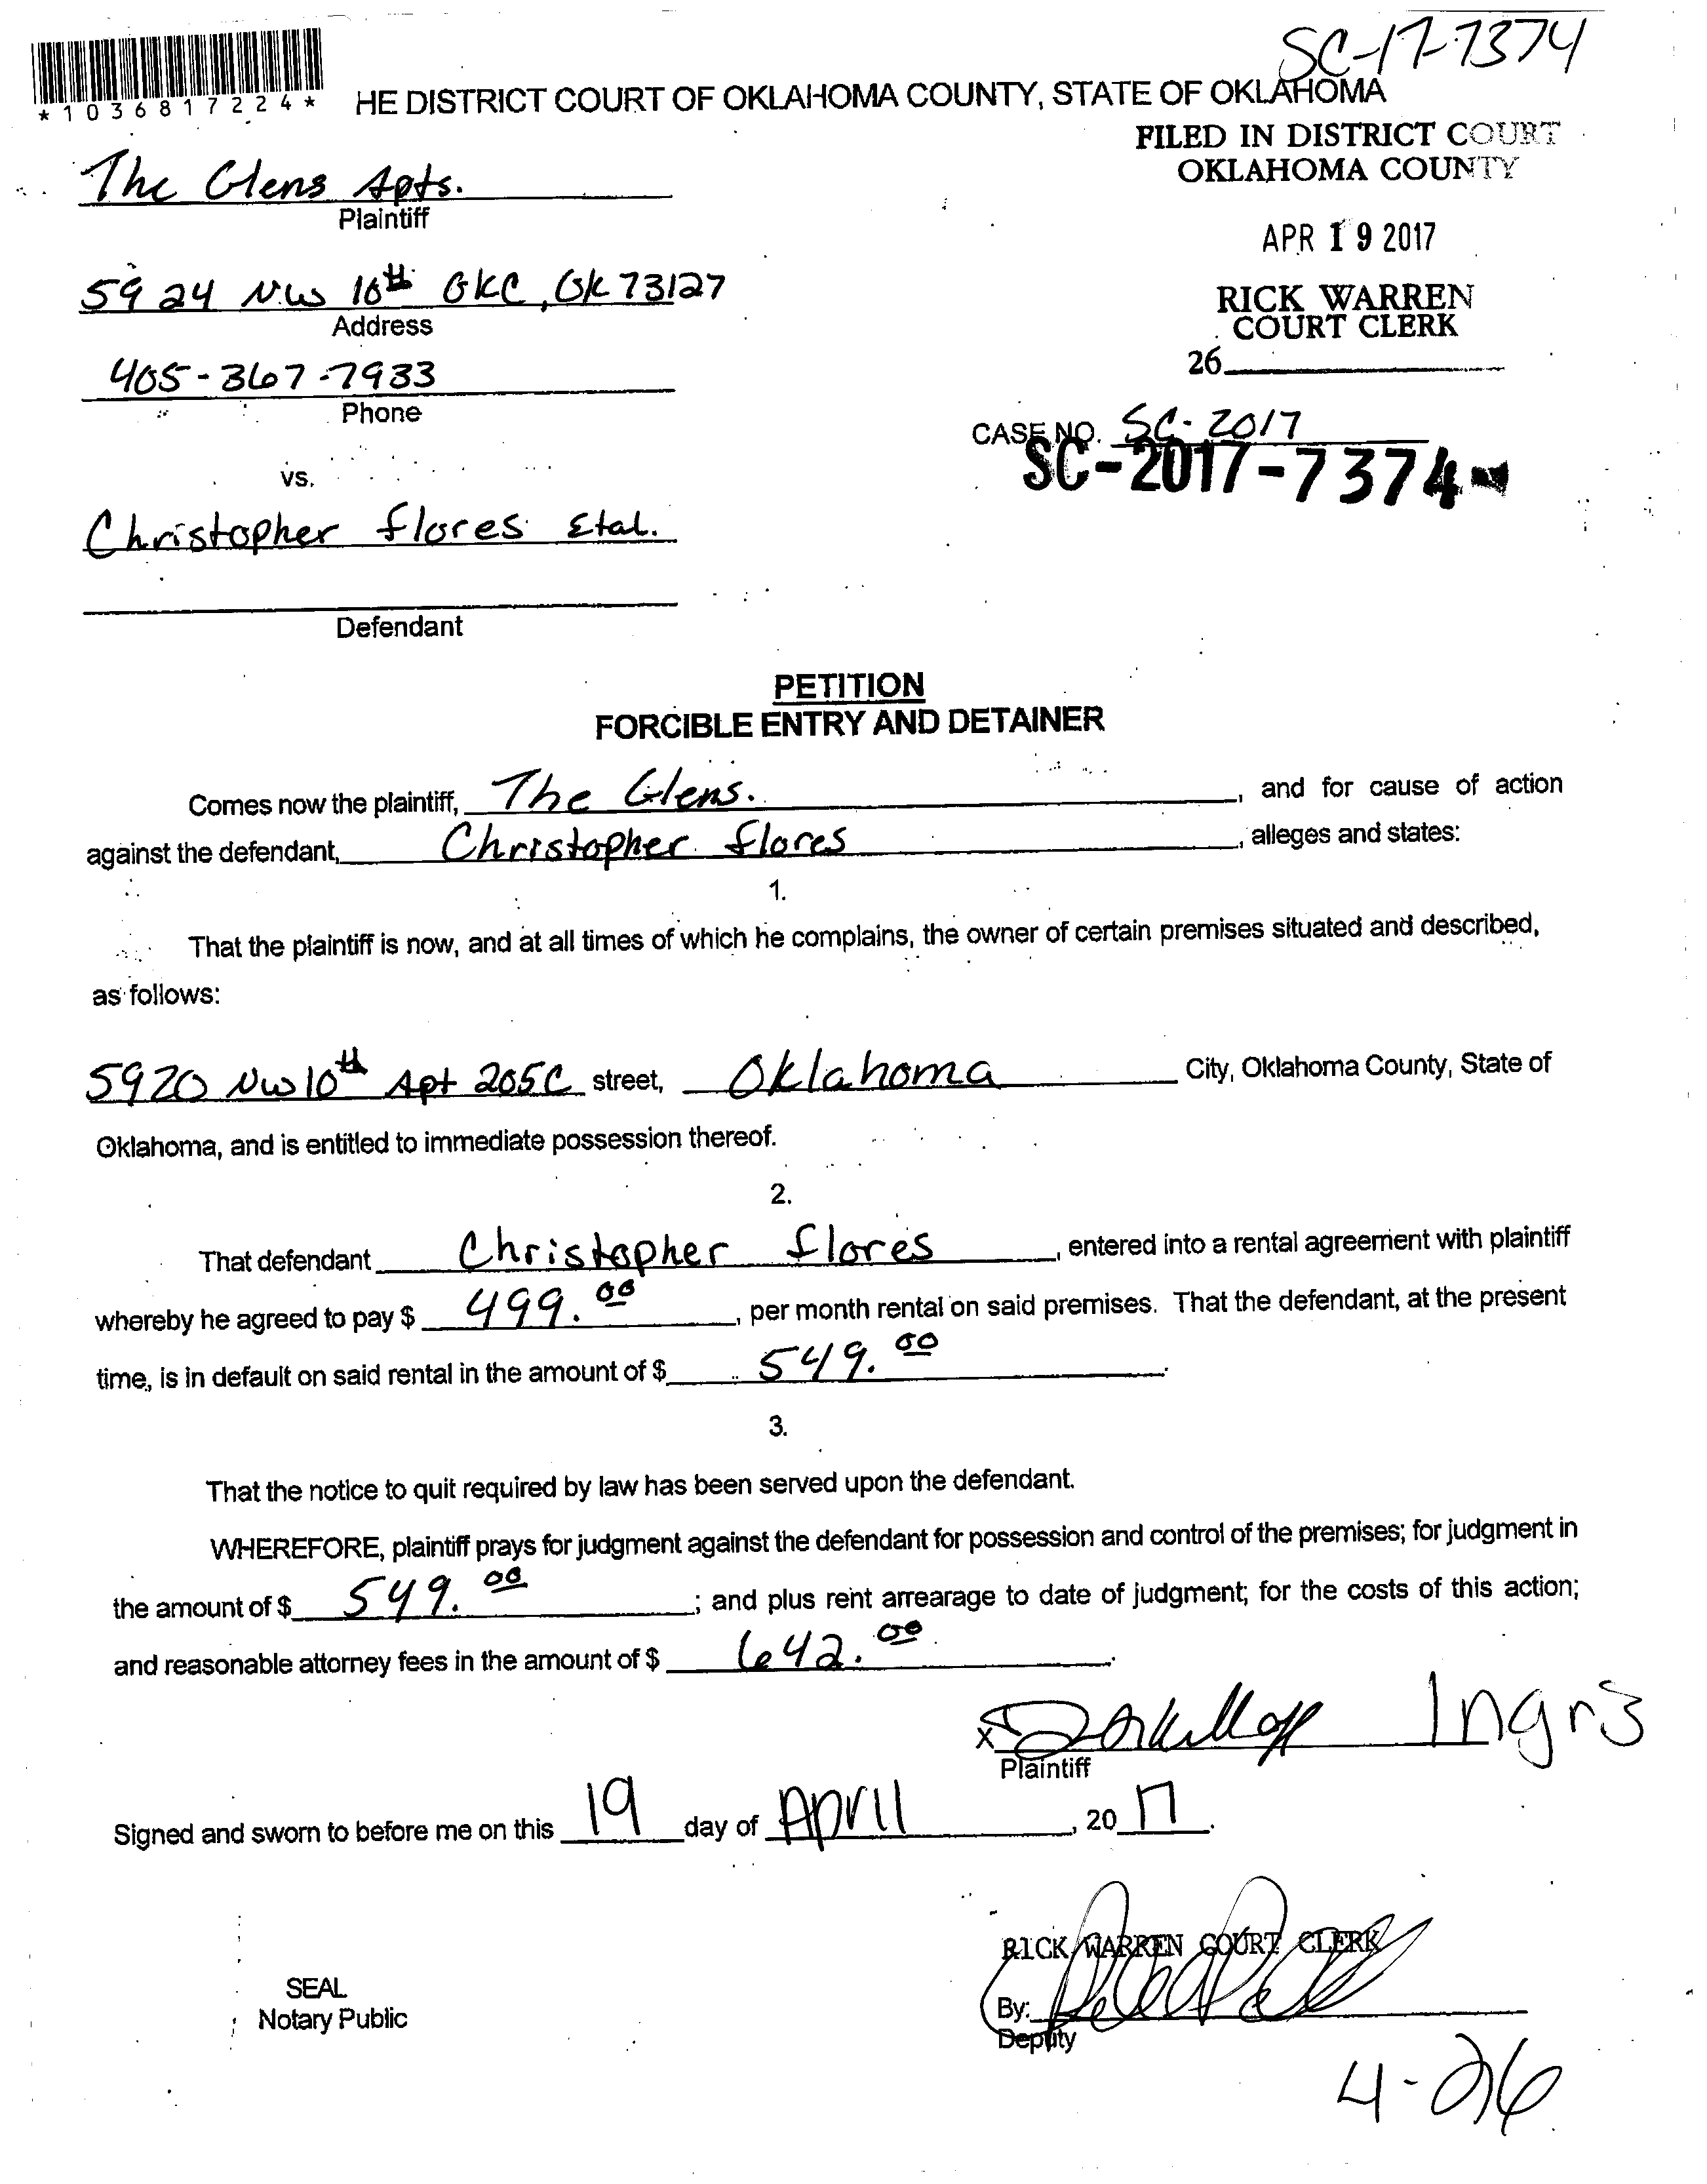 SC-17-7374
*1036817224*
HE DISTRICT COURT OF OKLAHOMA COUNTY, STATE OF OKLAHOMA
FILED IN DISTRICT COURT
OKLAHOMA COUNTY
The Glens Apts.
Plaintiff
APR 19 2017
5924 NW 10th OKC, OK 73127
Address
RICK WARREN
COURT CLERK
26
405-367-7933
Phone
CASE NO. SC-2017
SC-2017-7374
vs.
Christopher flores Etal.
Defendant
PETITION
FORCIBLE ENTRY AND DETAINER
Comes now the plaintiff, The Glens. , and for cause of action
against the defendant, Christopher flores , alleges and states:
1.
That the plaintiff is now, and at all times of which he complains, the owner of certain premises situated and described,
as follows:
5920 NW 10th Apt 205C street, Oklahoma City, Oklahoma County, State of
Oklahoma, and is entitled to immediate possession thereof.
2.
That defendant Christopher flores , entered into a rental agreement with plaintiff
whereby he agreed to pay $ 499.00 , per month rental on said premises. That the defendant, at the present
time, is in default on said rental in the amount of $ 549.00 .
3.
That the notice to quit required by law has been served upon the defendant.
WHEREFORE, plaintiff prays for judgment against the defendant for possession and control of the premises; for judgment in
the amount of $ 549.00 ; and plus rent arrearage to date of judgment; for the costs of this action;
and reasonable attorney fees in the amount of $ 642.00 .
X
Plaintiff
Signed and sworn to before me on this 19 day of April , 20 17 .
RICK WARREN COURT CLERK
SEAL
Notary Public
By:
Deputy
4-26